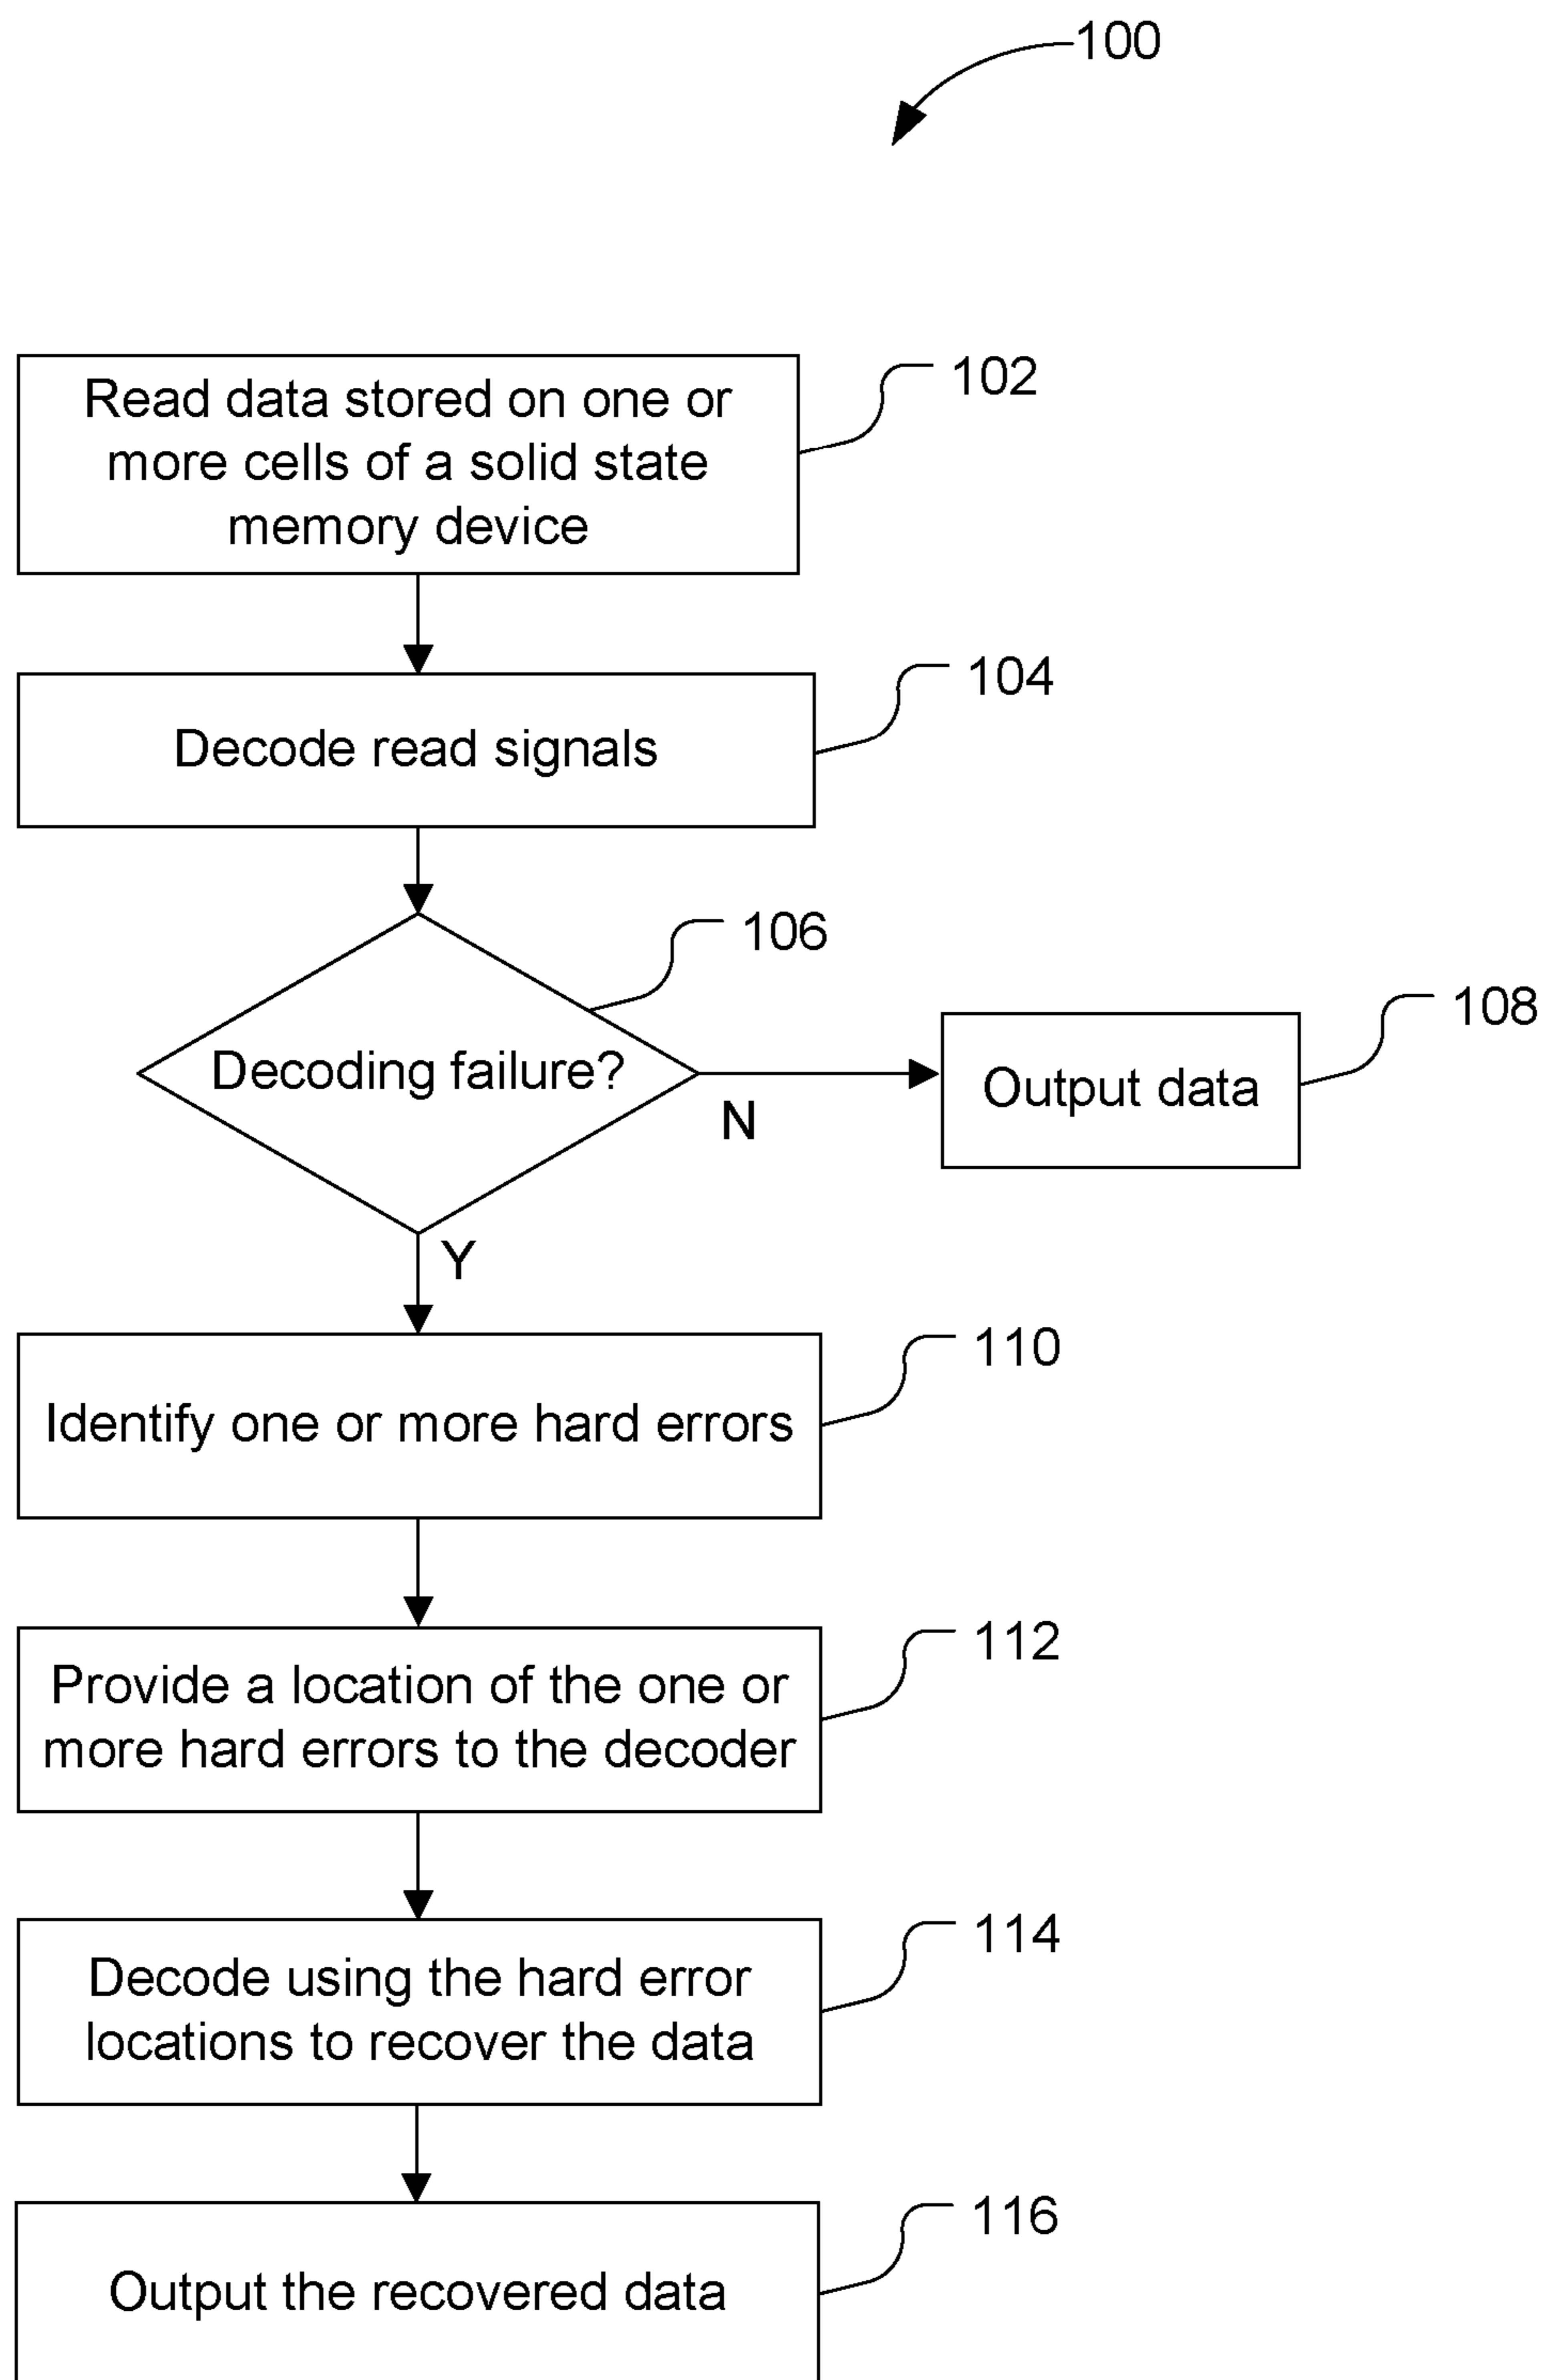 100
Read data stored on one or
more cells of a solid state
memory device
102
Decode read signals
104
Decoding failure?
106
N
Output data
108
Y
Identify one or more hard errors
110
Provide a location of the one or
more hard errors to the decoder
112
Decode using the hard error
locations to recover the data
114
Output the recovered data
116